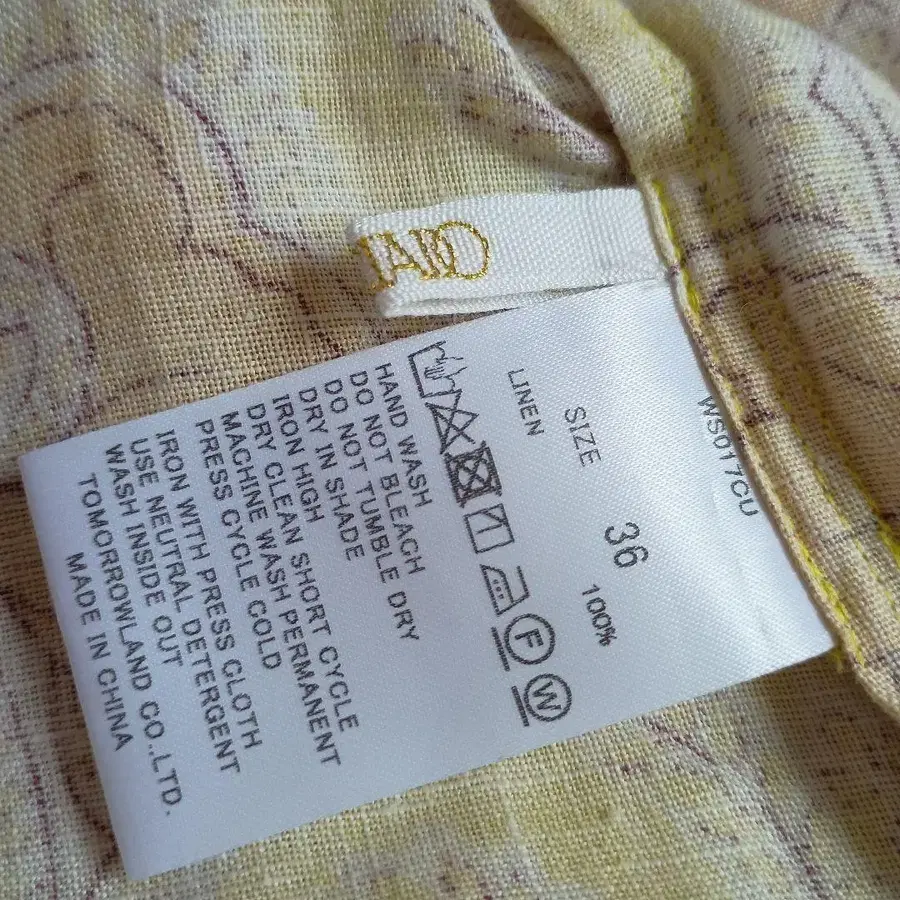 WS017CU
SIZE 36
LINEN 100%
F W
HAND WASH
DO NOT BLEACH
DO NOT TUMBLE DRY
DRY IN SHADE
IRON HIGH
DRY CLEAN SHORT CYCLE
MACHINE WASH PERMANENT
PRESS CYCLE COLD
IRON WITH PRESS CLOTH
USE NEUTRAL DETERGENT
WASH INSIDE OUT
TOMORROWLAND CO.,LTD.
MADE IN CHINA